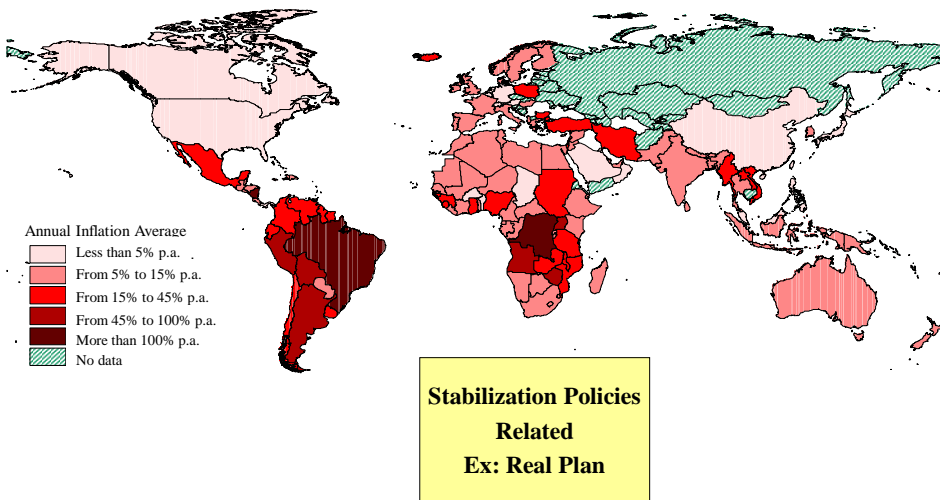 Annual Inflation Average
Less than 5% p.a.
From 5% to 15% p.a.
From 15% to 45% p.a.
From 45% to 100% p.a.
More than 100% p.a.
No data
Stabilization Policies
Related
Ex: Real Plan